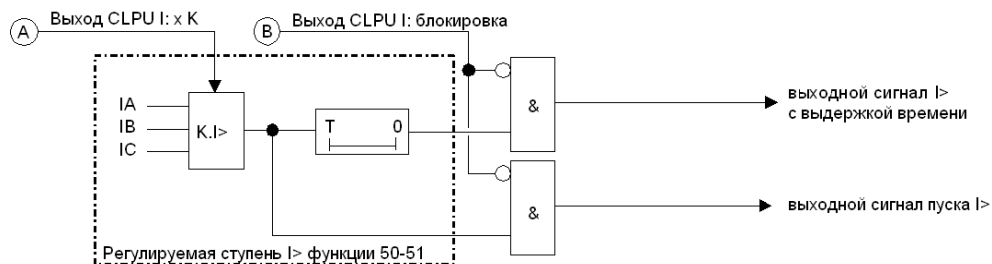 Выход CLPU I: x K
Выход CLPU I: блокировка
A
B
IA
IB
IC
K.I>
T 0
&
выходной сигнал I>
с выдержкой времени
&
выходной сигнал пуска I>
Регулируемая ступень I> функции 50-51